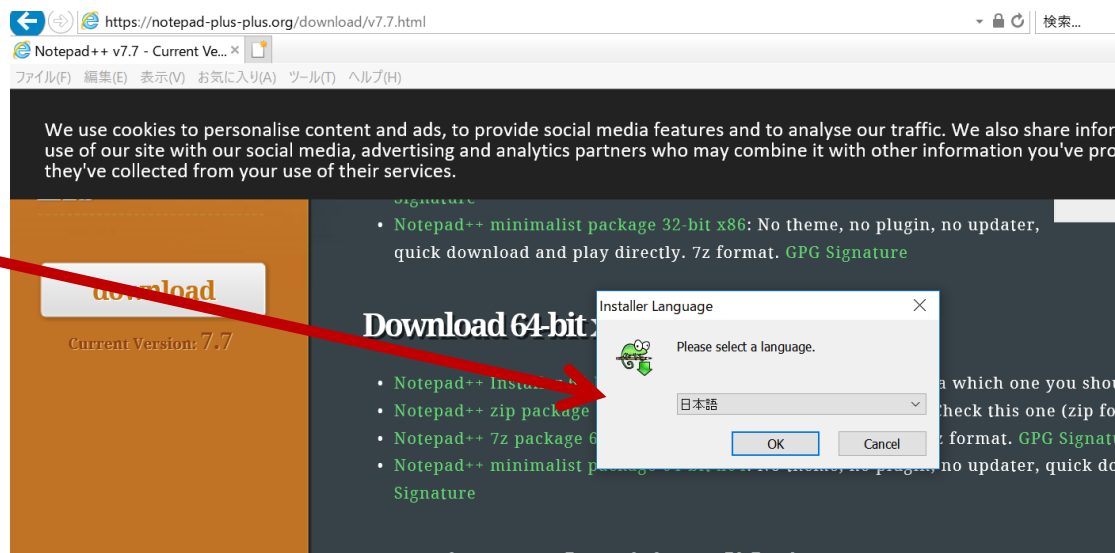 https://notepad-plus-plus.org/download/v7.7.html
検索...
Notepad++ v7.7 - Current Ve...
ファイル(F) 編集(E) 表示(V) お気に入り(A) ツール(T) ヘルプ(H)
We use cookies to personalise content and ads, to provide social media features and to analyse our traffic. We also share infor
use of our site with our social media, advertising and analytics partners who may combine it with other information you've pro
they've collected from your use of their services.
Signature
• Notepad++ minimalist package 32-bit x86: No theme, no plugin, no updater,
quick download and play directly. 7z format. GPG Signature
download
Current Version: 7.7
Download 64-bit x
Installer Language
Please select a language.
日本語
OK Cancel
• Notepad++ a which one you shou
• Notepad++ zip package heck this one (zip fo
• Notepad++ 7z package 6 format. GPG Signat
• Notepad++ minimalist no updater, quick do
Signature